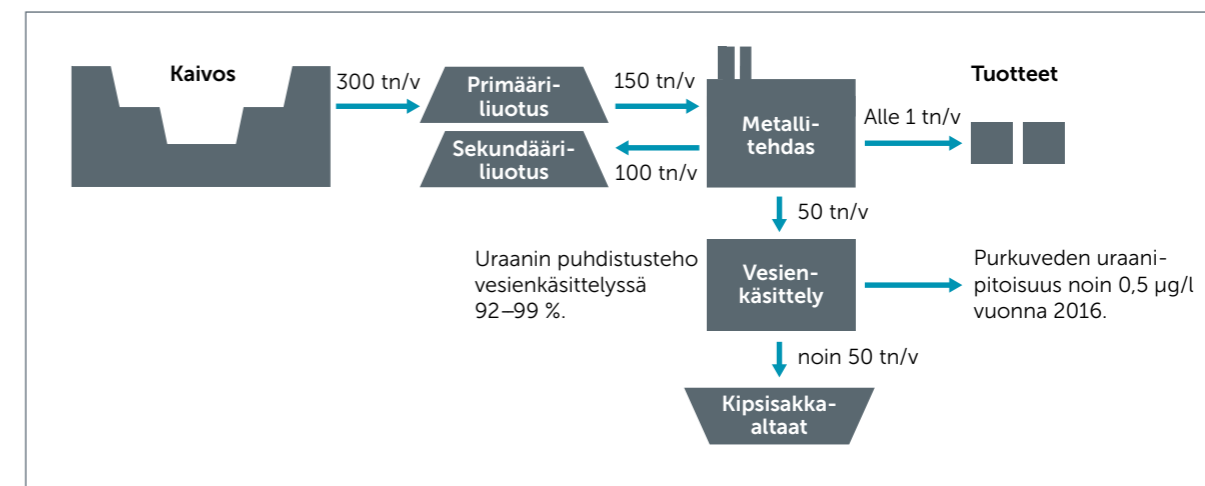 Kaivos
300 tn/v
Primääri-
liuotus
150 tn/v
Sekundääri-
liuotus
100 tn/v
Metalli-
tehdas
Alle 1 tn/v
Tuotteet
50 tn/v
Uraanin puhdistusteho
vesienkäsittelyssä
92–99 %.
Vesien-
käsittely
Purkuveden uraani-
pitoisuus noin 0,5 µg/l
vuonna 2016.
noin 50 tn/v
Kipsisakka-
altaat